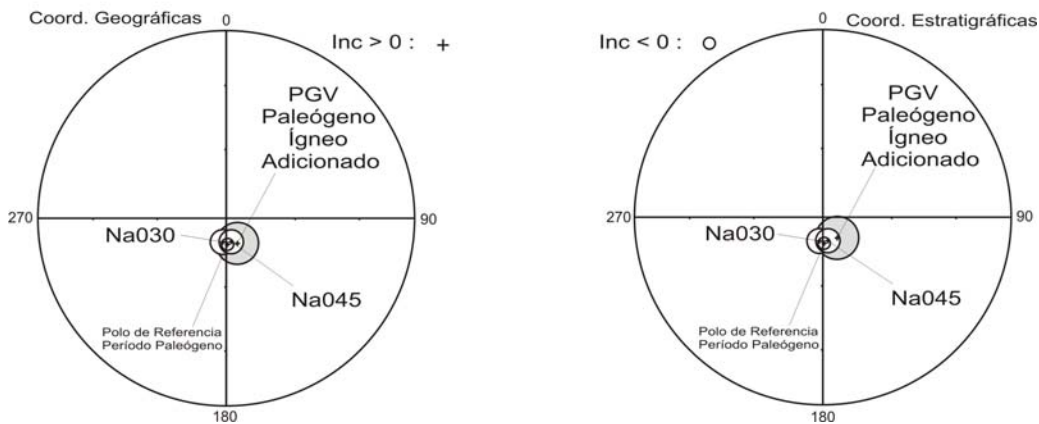 Coord. Geográficas
0
Inc > 0 : +
PGV
Paleógeno
Ígneo
Adicionado
270
90
Na030
Na045
Polo de Referencia
Período Paleógeno
180
Inc < 0 : O
0
Coord. Estratigráficas
PGV
Paleógeno
Ígneo
Adicionado
270
90
Na030
Na045
Polo de Referencia
Período Paleógeno
180